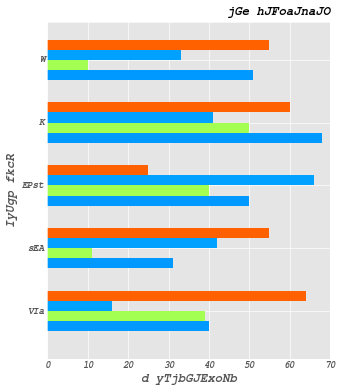 jGe hJFoaJnaJO
IyUgp fkcR
W
K
EPst
sEA
VIa
0 10 20 30 40 50 60 70
d yTjbGJExoNb